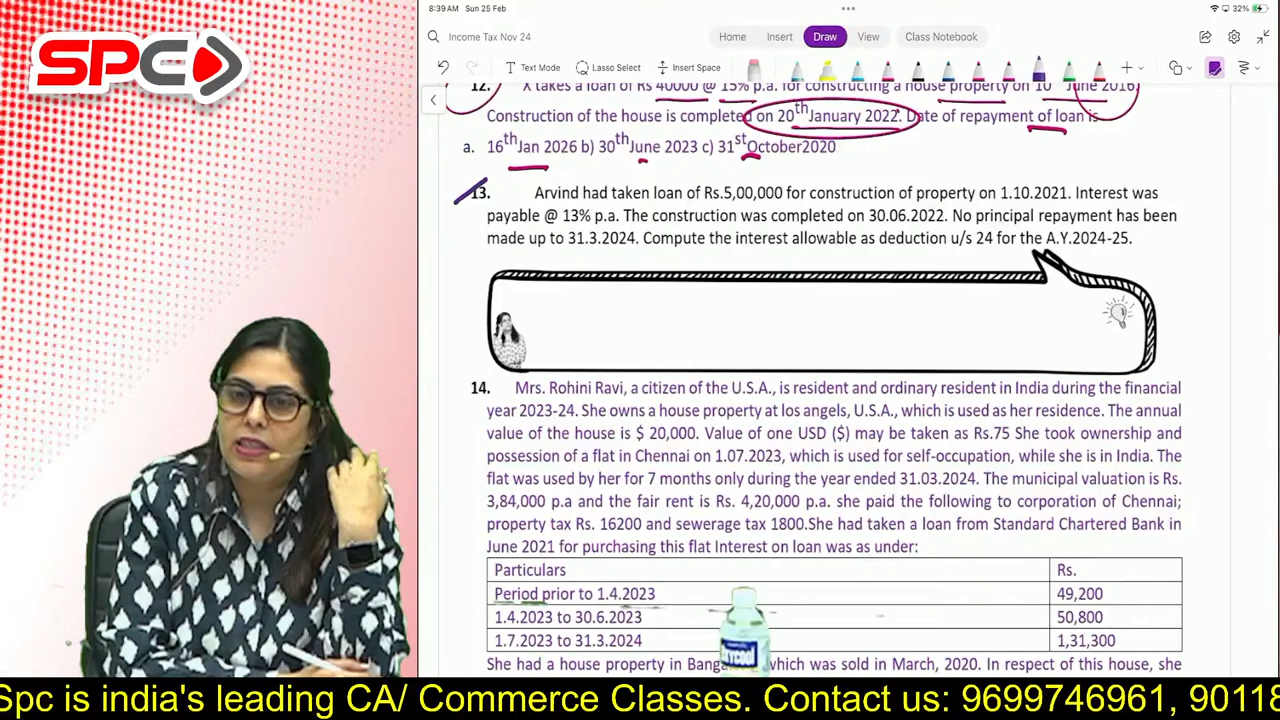 8:39 AM Sun 25 Feb
32%
SPC
Income Tax Nov 24
Home Insert Draw View Class Notebook
Text Mode Lasso Select Insert Space
12. X takes a loan of Rs 40000 @ 15% p.a. for constructing a house property on 10th June 2016.
Construction of the house is completed on 20th January 2022. Date of repayment of loan is
a. 16th Jan 2026 b) 30th June 2023 c) 31st October2020
13. Arvind had taken loan of Rs.5,00,000 for construction of property on 1.10.2021. Interest was
payable @ 13% p.a. The construction was completed on 30.06.2022. No principal repayment has been
made up to 31.3.2024. Compute the interest allowable as deduction u/s 24 for the A.Y.2024-25.
14. Mrs. Rohini Ravi, a citizen of the U.S.A., is resident and ordinary resident in India during the financial
year 2023-24. She owns a house property at los angels, U.S.A., which is used as her residence. The annual
value of the house is $ 20,000. Value of one USD ($) may be taken as Rs.75 She took ownership and
possession of a flat in Chennai on 1.07.2023, which is used for self-occupation, while she is in India. The
flat was used by her for 7 months only during the year ended 31.03.2024. The municipal valuation is Rs.
3,84,000 p.a and the fair rent is Rs. 4,20,000 p.a. she paid the following to corporation of Chennai;
property tax Rs. 16200 and sewerage tax 1800.She had taken a loan from Standard Chartered Bank in
June 2021 for purchasing this flat Interest on loan was as under:
Particulars Rs.
Period prior to 1.4.2023 49,200
1.4.2023 to 30.6.2023 50,800
1.7.2023 to 31.3.2024 1,31,300
She had a house property in which was sold in March, 2020. In respect of this house, she
Spc is india's leading CA/ Commerce Classes. Contact us: 9699746961, 90118